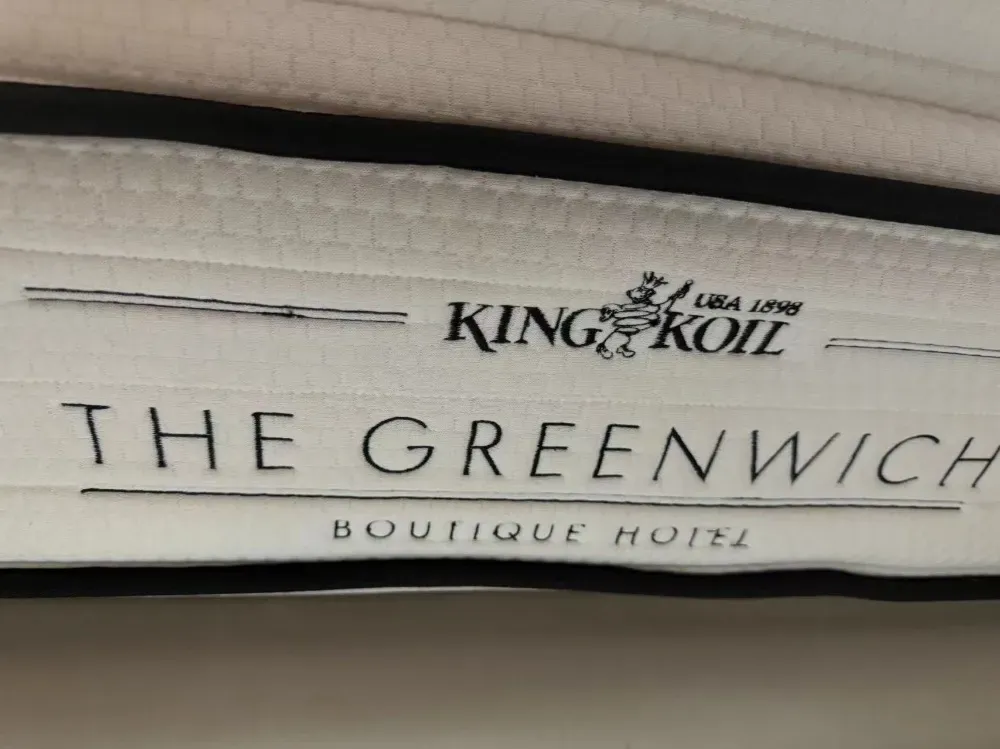 USA 1898
KING KOIL
THE GREENWICH
BOUTIQUE HOTEL